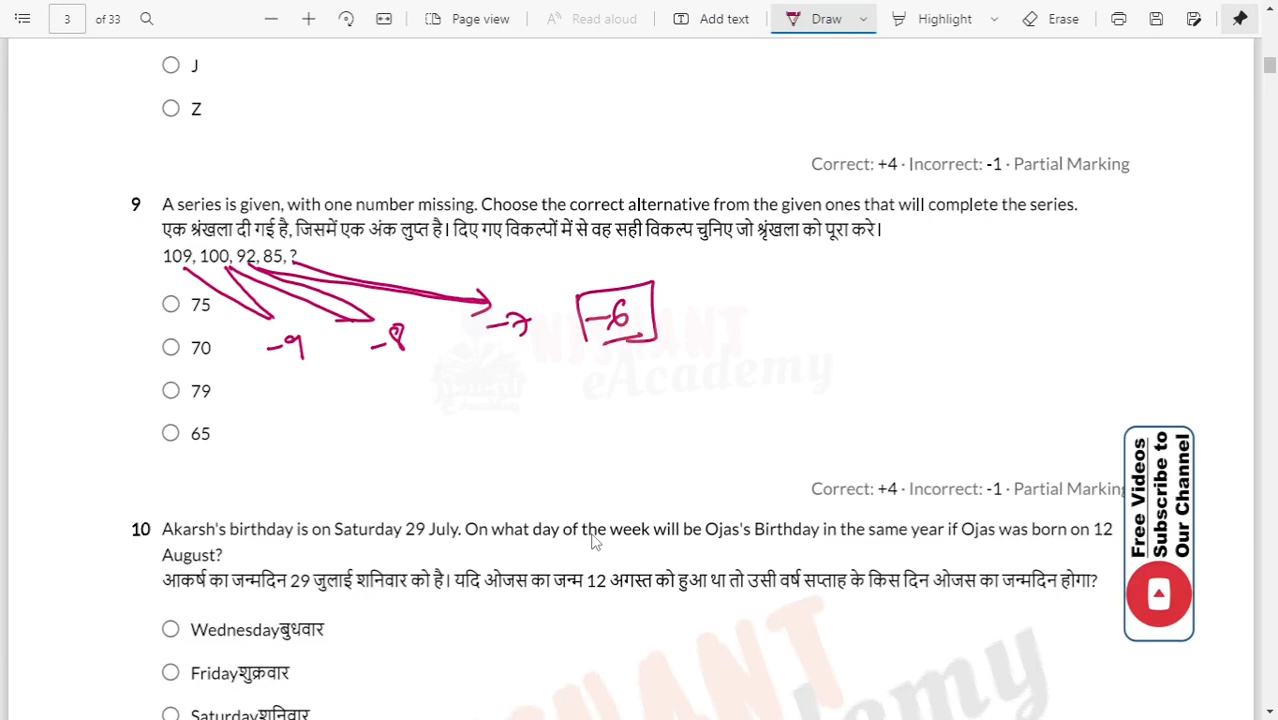 3 of 33 Page view Read aloud Add text Draw Highlight Erase
J
Z
Correct: +4 · Incorrect: -1 · Partial Marking
9 A series is given, with one number missing. Choose the correct alternative from the given ones that will complete the series.
एक श्रंखला दी गई है, जिसमें एक अंक लुप्त है। दिए गए विकल्पों में से वह सही विकल्प चुनिए जो श्रृंखला को पूरा करे।
109, 100, 92, 85, ?
75
-9 -8 -7 -6
70
NISHANT
eAcademy
79
65
Correct: +4 · Incorrect: -1 · Partial Marking
10 Akarsh's birthday is on Saturday 29 July. On what day of the week will be Ojas's Birthday in the same year if Ojas was born on 12
August?
आकर्ष का जन्मदिन 29 जुलाई शनिवार को है। यदि ओजस का जन्म 12 अगस्त को हुआ था तो उसी वर्ष सप्ताह के किस दिन ओजस का जन्मदिन होगा?
Wednesdayबुधवार
Fridayशुक्रवार
Saturdayशनिवार
NISHANT
eAcademy
Free Videos
Subscribe to
Our Channel